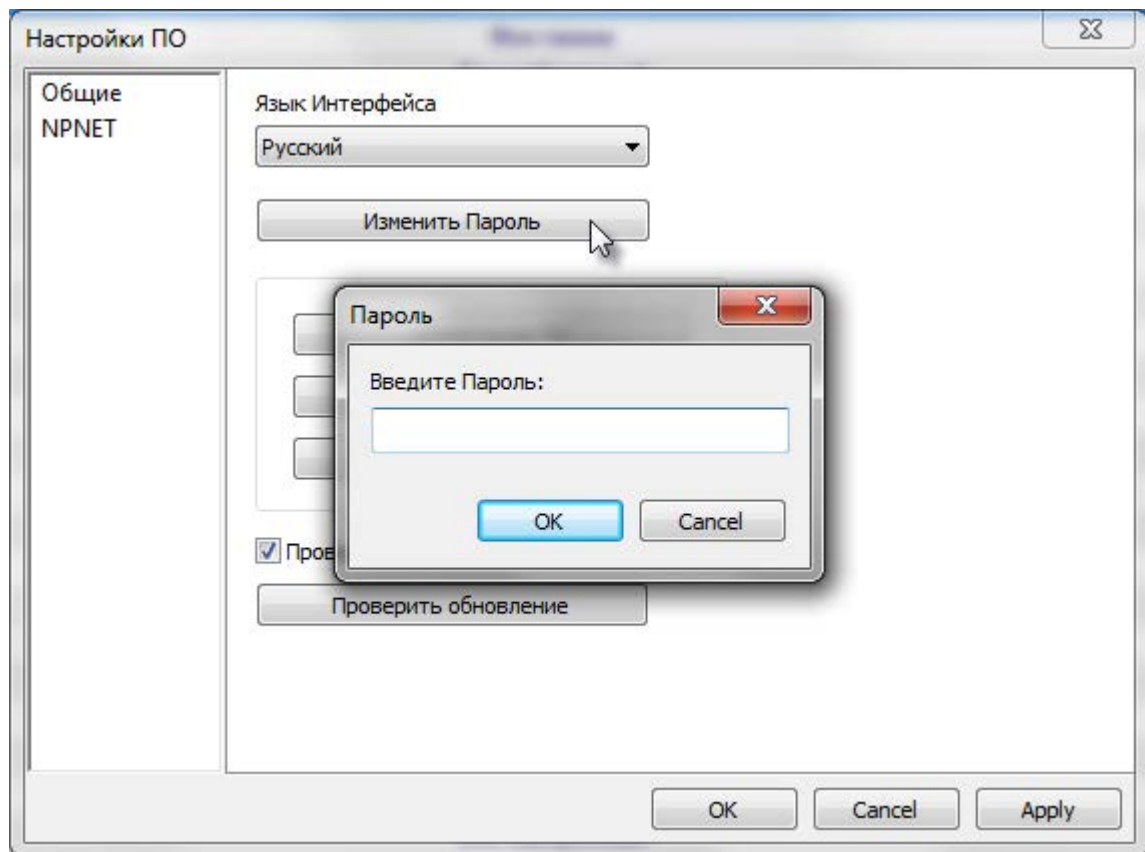 Настройки ПО
Общие
NPNET
Язык Интерфейса
Русский
Изменить Пароль
Пароль
Введите Пароль:
OK
Cancel
Проверить обновление
OK
Cancel
Apply